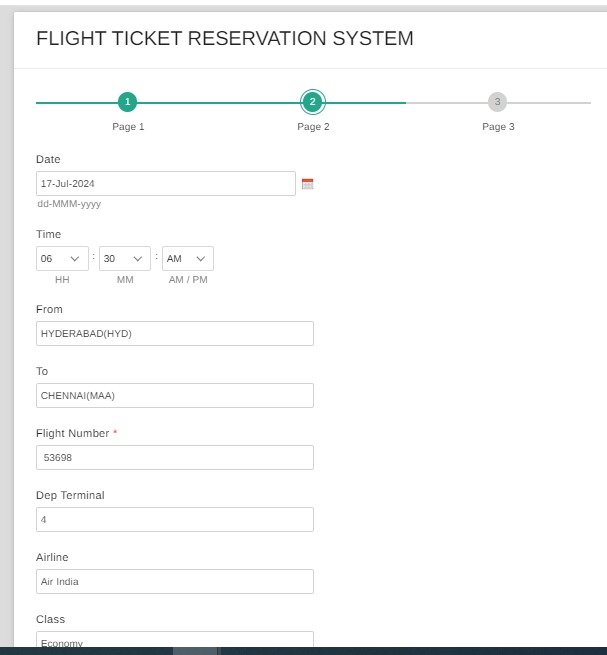 FLIGHT TICKET RESERVATION SYSTEM
1 2 3
Page 1 Page 2 Page 3
Date
17-Jul-2024
dd-MMM-yyyy
Time
06 : 30 : AM
HH MM AM / PM
From
HYDERABAD(HYD)
To
CHENNAI(MAA)
Flight Number *
53698
Dep Terminal
4
Airline
Air India
Class
Economy